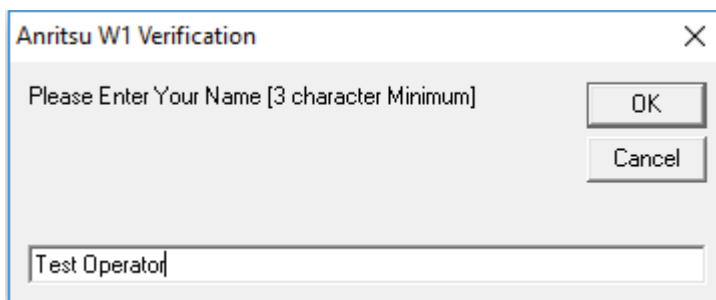 Anritsu W1 Verification
Please Enter Your Name [3 character Minimum]
OK
Cancel
Test Operator